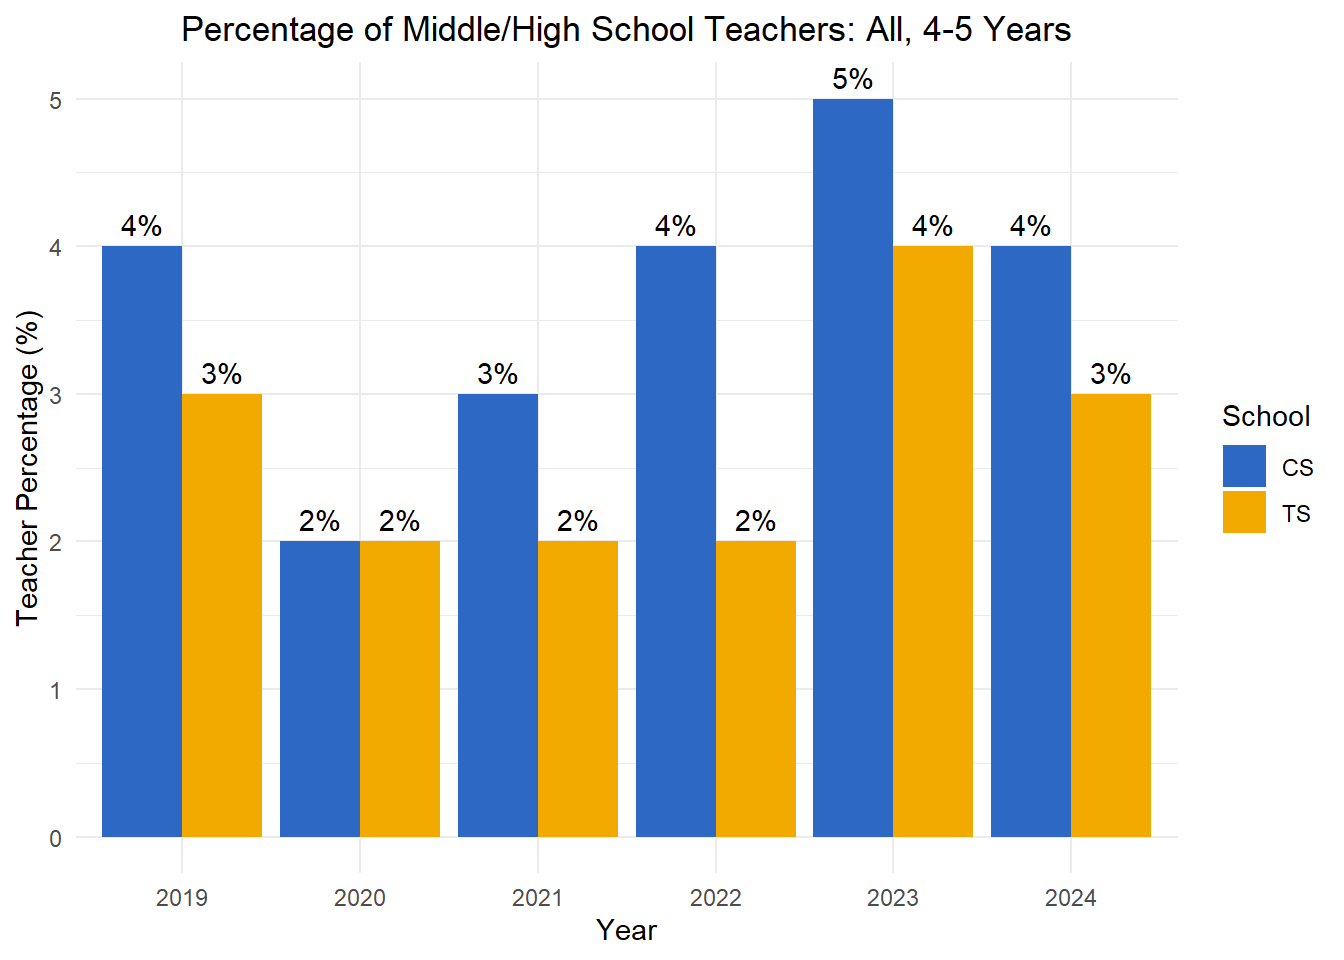 Percentage of Middle/High School Teachers: All, 4-5 Years
5%
5
4%
4%
4%
4%
4
3%
3%
3%
3
2%
2%
2%
2%
2
1
0
Teacher Percentage (%)
School
CS
TS
2019 2020 2021 2022 2023 2024
Year